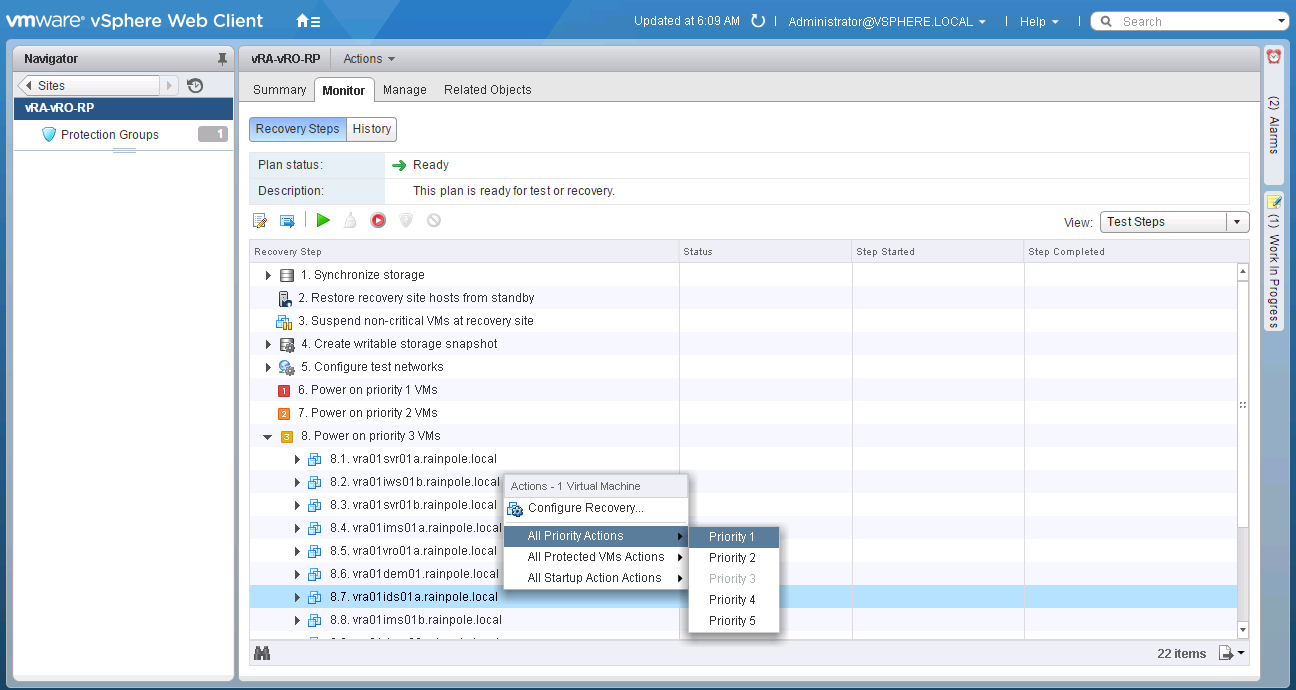 vmware® vSphere Web Client
Updated at 6:09 AM
Administrator@VSPHERE.LOCAL
Help
Search
Navigator
Sites
vRA-vRO-RP
Protection Groups
1
vRA-vRO-RP
Actions
Summary
Monitor
Manage
Related Objects
Recovery Steps
History
Plan status:
Ready
Description:
This plan is ready for test or recovery.
View:
Test Steps
Recovery Step
Status
Step Started
Step Completed
1. Synchronize storage
2. Restore recovery site hosts from standby
3. Suspend non-critical VMs at recovery site
4. Create writable storage snapshot
5. Configure test networks
1
6. Power on priority 1 VMs
2
7. Power on priority 2 VMs
3
8. Power on priority 3 VMs
8.1. vra01svr01a.rainpole.local
8.2. vra01iws01b.rainpole.local
8.3. vra01svr01b.rainpole.local
8.4. vra01ims01a.rainpole.local
8.5. vra01vro01a.rainpole.local
8.6. vra01dem01.rainpole.local
8.7. vra01ids01a.rainpole.local
8.8. vra01ims01b.rainpole.local
Actions - 1 Virtual Machine
Configure Recovery...
All Priority Actions
All Protected VMs Actions
All Startup Action Actions
Priority 1
Priority 2
Priority 3
Priority 4
Priority 5
22 items
(2) Alarms
(1) Work In Progress